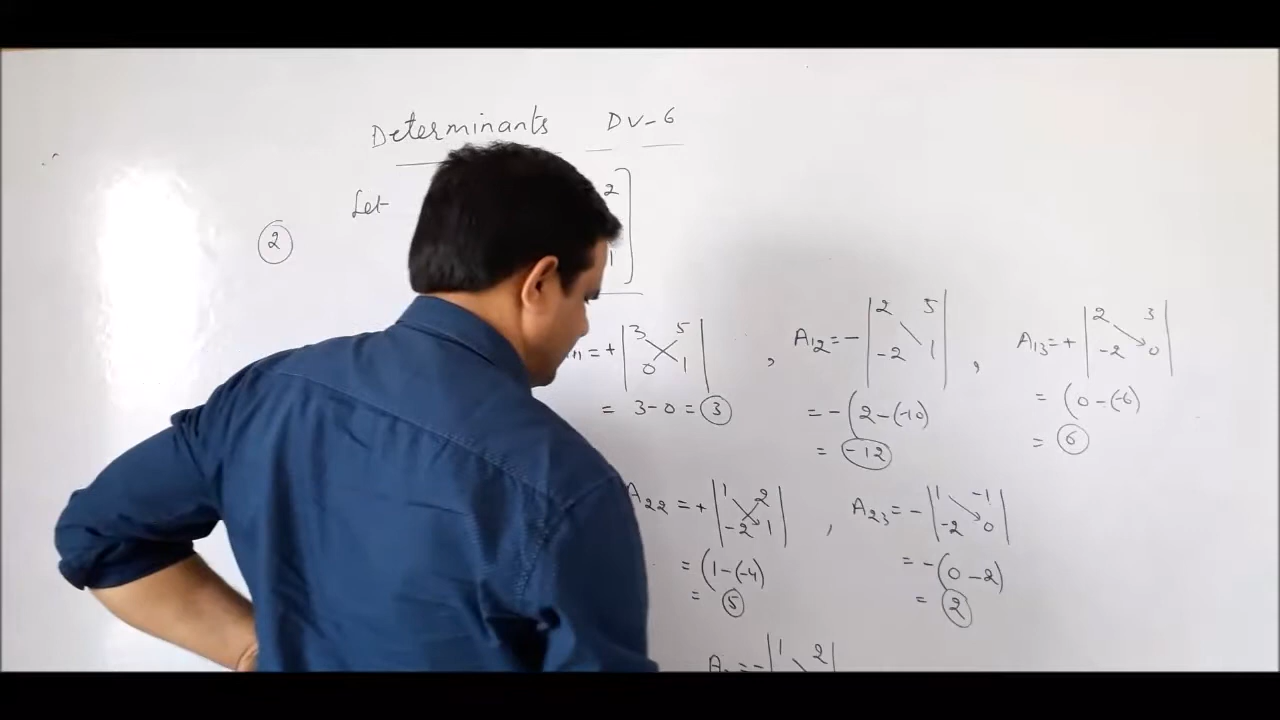 Determinants DV-6
Let
2
②
1
= + | 3 5 | , A12 = - | 2 5 | , A13 = + | 2 3 |
| 0 1 | | -2 1 | | -2 0 |
= 3-0 = 3 = - (2-(-10) = (0-(-6)
= -12 = 6
A22 = + | 1 2 | , A23 = - | 1 -1 |
| -2 1 | | -2 0 |
= (1-(-4) = -(0-2)
= 5 = 2
= - | 1 2 |